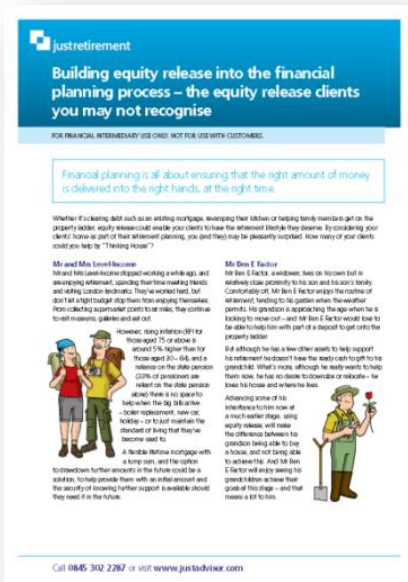 justretirement
Building equity release into the financial
planning process – the equity release clients
you may not recognise
FOR FINANCIAL INTERMEDIARY USE ONLY. NOT FOR USE WITH CUSTOMERS.
Financial planning is all about ensuring that the right amount of money
is delivered into the right hands, at the right time.
Whether it's clearing debt such as an existing mortgage, revamping their kitchen or helping family members get on the
property ladder, equity release could enable your clients to have the retirement lifestyle they deserve. By considering your
clients' home as part of their retirement planning, you (and they) may be pleasantly surprised. How many of your clients
could you help by "Thinking House"?
Mr and Mrs Level-Income
Mr and Mrs Level-Income stopped working a while ago, and
are enjoying retirement, spending their time meeting friends
and visiting London landmarks. They've worked hard, but
don't let a tight budget stop them from enjoying themselves.
From collecting supermarket points to air miles, they continue
to visit museums, galleries and eat out.
However, rising inflation (RPI for
those aged 75 or above is
around 5% higher than for
those aged 30 – 64), and a
reliance on the state pension
(33% of pensioners are
reliant on the state pension
alone) there is no space to
help when the big bills arrive
– boiler replacement, new car,
holiday – or to just maintain the
standard of living that they've
become used to.
A flexible lifetime mortgage with
a lump sum, and the option
to drawdown further amounts in the future could be a
solution, to help provide them with an initial amount and
the security of knowing further support is available should
they need it in the future.
Mr Ben E Factor
Mr Ben E Factor, a widower, lives on his own but in
relatively close proximity to his son and his son's family.
Comfortably off, Mr Ben E Factor enjoys the routine of
retirement, tending to his garden when the weather
permits. His grandson is approaching the age when he is
looking to move out – and Mr Ben E Factor would love to
be able to help him with part of a deposit to get onto the
property ladder.
But although he has a few other assets to help support
his retirement he doesn't have the ready cash to gift to his
grandchild. What's more, although he really wants to help
them now, he has no desire to downsize or relocate – he
loves his house and where he lives.
Advancing some of his
inheritance to him now at
a much earlier stage, using
equity release, will make
the difference between his
grandson being able to buy
a house, and not being able
to achieve this. And Mr Ben
E Factor will enjoy seeing his
grandchildren achieve their
goals at this stage – and that
means a lot to him.
Call 0845 302 2287 or visit www.justadvisor.com